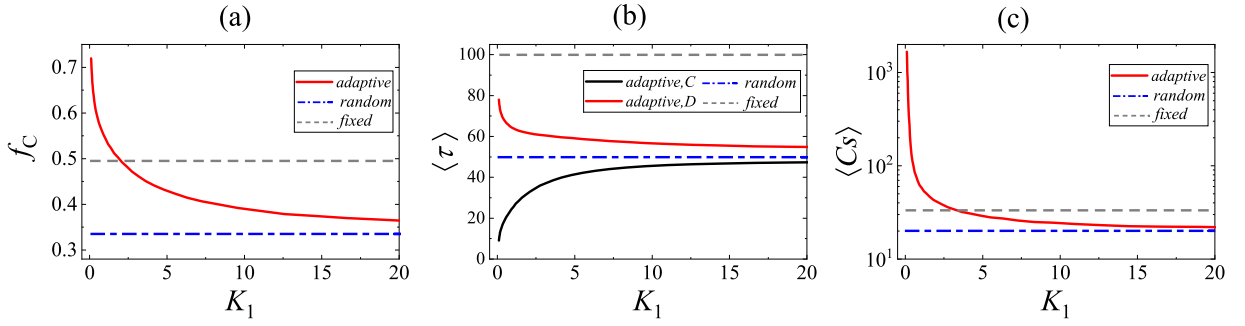 (a)
f_C
0.7
0.6
0.5
0.4
0.3
adaptive
random
fixed
0
5
10
15
20
K_1
(b)
⟨τ⟩
100
80
60
40
20
0
adaptive,C
random
adaptive,D
fixed
0
5
10
15
20
K_1
(c)
⟨Cs⟩
10^3
10^2
10^1
adaptive
random
fixed
0
5
10
15
20
K_1